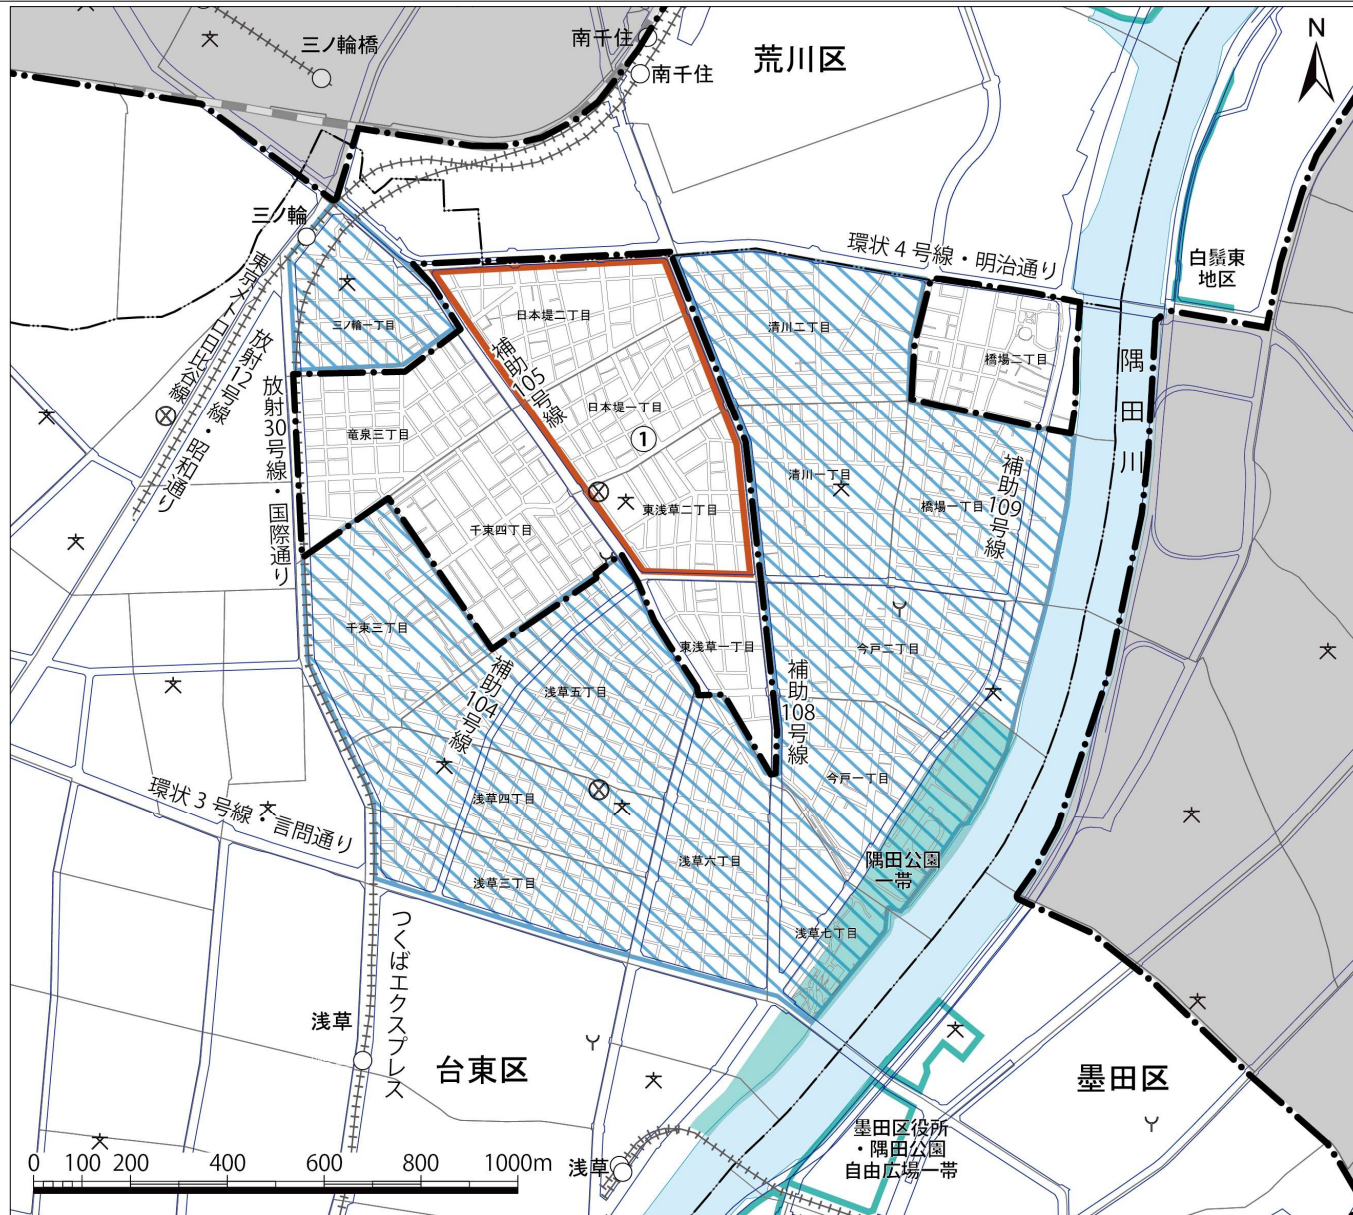 N
南千住
荒川区
三ノ輪橋
南千住
三ノ輪
環状4号線・明治通り
白鬚東
地区
東京メトロ日比谷線
放射12号線・昭和通り
三ノ輪一丁目
日本堤二丁目
清川二丁目
橋場二丁目
隅田川
補助105号線
放射30号線・国際通り
日本堤一丁目
竜泉三丁目
①
清川一丁目
補助109号線
橋場一丁目
千束四丁目
東浅草二丁目
千束三丁目
東浅草一丁目
今戸二丁目
補助104号線
浅草五丁目
補助108号線
今戸一丁目
環状3号線・言問通り
浅草四丁目
浅草六丁目
隅田公園
一帯
浅草三丁目
浅草七丁目
つくばエクスプレス
浅草
台東区
墨田区
墨田区役所
・隅田公園
自由広場一帯
浅草
0 100 200 400 600 800 1000m